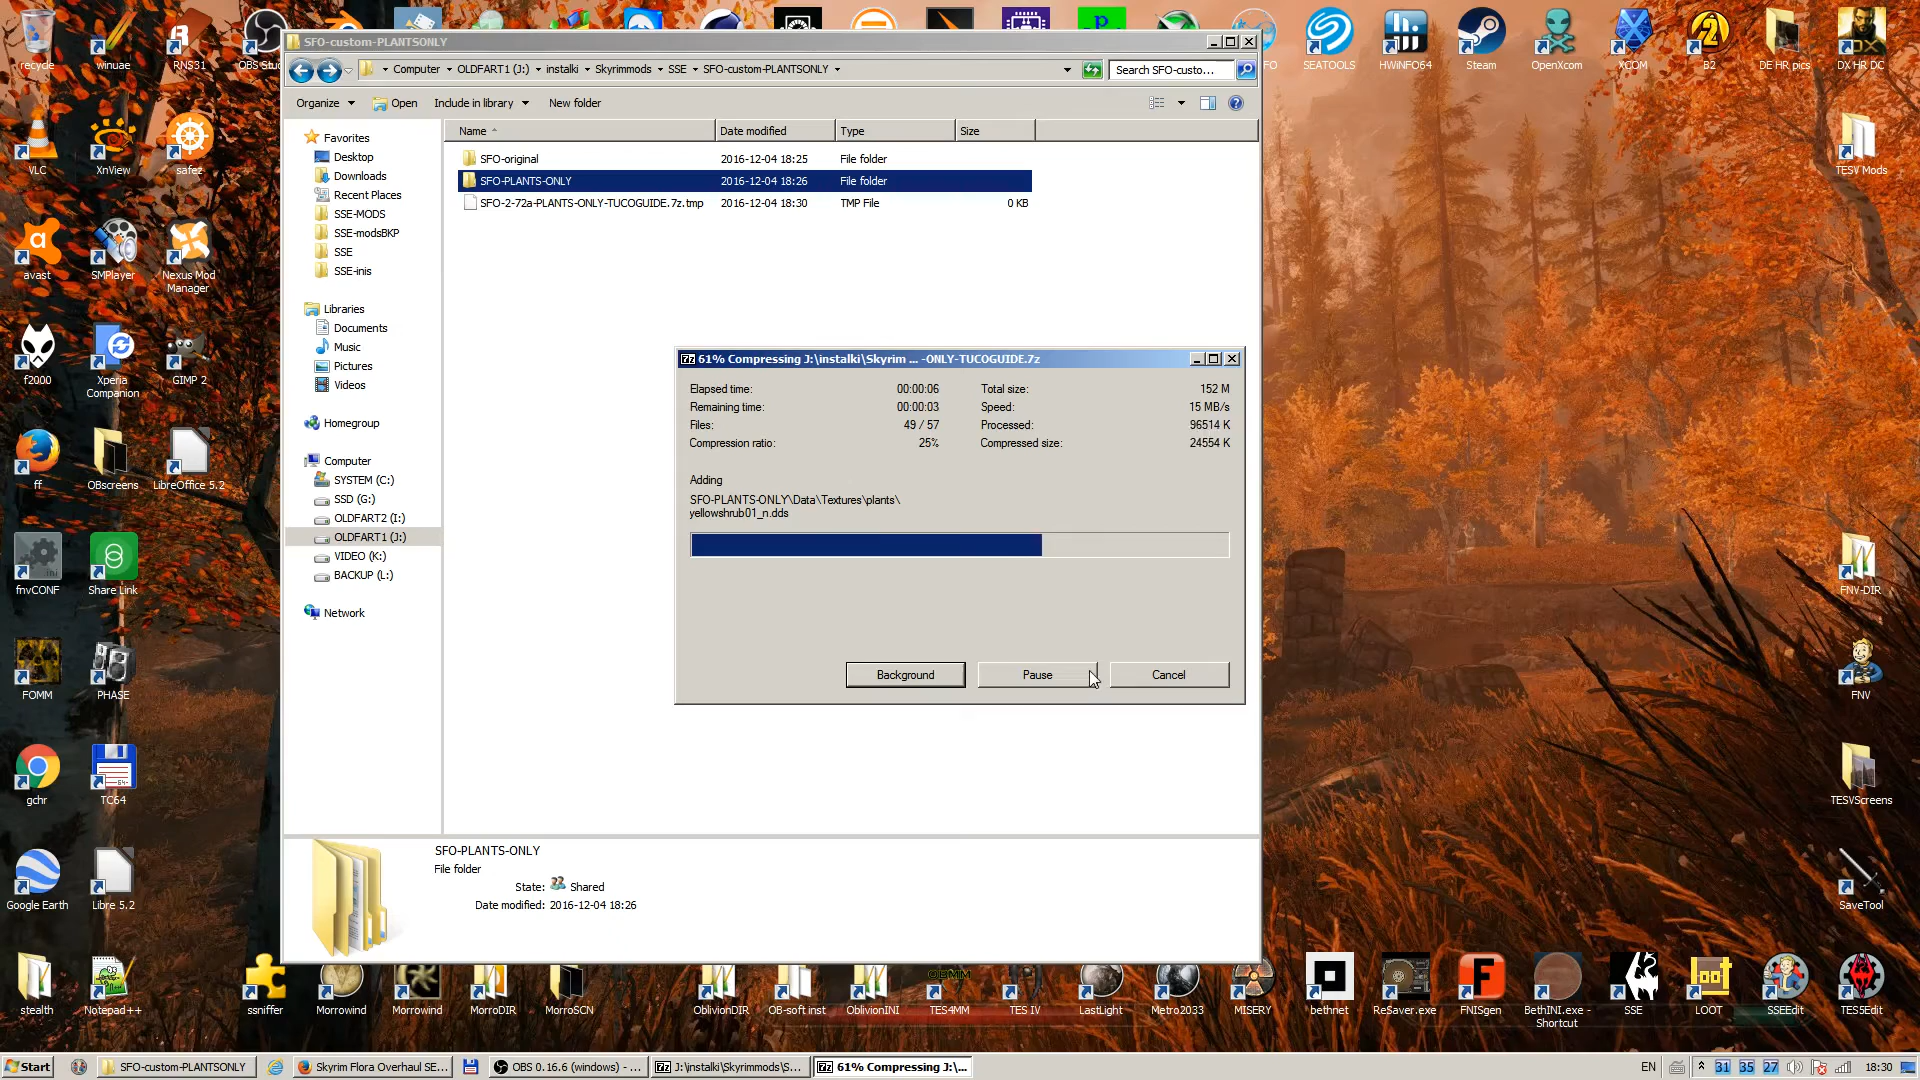 recycle
winuae
RNS31
OBS Stuc
SFO-custom-PLANTSONLY
FO
SEATOOLS
HWiNFO64
Steam
OpenXcom
XCOM
B2
DE HR pics
DX HR DC
Computer
OLDFART1 (J:)
instalki
Skyrimmods
SSE
SFO-custom-PLANTSONLY
Search SFO-custo...
Organize
Open
Include in library
New folder
Name
Date modified
Type
Size
SFO-original
2016-12-04 18:25
File folder
SFO-PLANTS-ONLY
2016-12-04 18:26
File folder
SFO-2-72a-PLANTS-ONLY-TUCOGUIDE.7z.tmp
2016-12-04 18:30
TMP File
0 KB
Favorites
Desktop
Downloads
Recent Places
SSE-MODS
SSE-modsBKP
SSE
SSE-inis
Libraries
Documents
Music
Pictures
Videos
Homegroup
Computer
SYSTEM (C:)
SSD (G:)
OLDFART2 (I:)
OLDFART1 (J:)
VIDEO (K:)
BACKUP (L:)
Network
61% Compressing J:\instalki\Skyrim ... -ONLY-TUCOGUIDE.7z
Elapsed time:
00:00:06
Total size:
152 M
Remaining time:
00:00:03
Speed:
15 MB/s
Files:
49 / 57
Processed:
96514 K
Compression ratio:
25%
Compressed size:
24554 K
Adding
SFO-PLANTS-ONLY\Data\Textures\plants\
yellowshrub01_n.dds
Background
Pause
Cancel
SFO-PLANTS-ONLY
File folder
State:
Shared
Date modified: 2016-12-04 18:26
VLC
XnView
safez
avast
SMPlayer
Nexus Mod
Manager
f2000
Xperia
Companion
GIMP 2
ff
OBscreens
LibreOffice 5.2
fnvCONF
Share Link
FOMM
PHASE
gchr
TC64
Google Earth
Libre 5.2
stealth
Notepad++
ssniffer
Morrowind
Morrowind
MorroDIR
MorroSCN
OblivionDIR
OB-soft inst
OblivionINI
OBMM
TES4MM
TES IV
LastLight
Metro2033
MISERY
bethnet
ReSaver.exe
FNISgen
BethINI.exe -
Shortcut
SSE
loot
LOOT
SSEEdit
TES5Edit
TESV Mods
FNV-DIR
FNV
TESVScreens
SaveTool
Start
SFO-custom-PLANTSONLY
Skyrim Flora Overhaul SE...
OBS 0.16.6 (windows) - ...
J:\instalki\Skyrimmods\S...
61% Compressing J:\...
EN
31
35
27
18:30